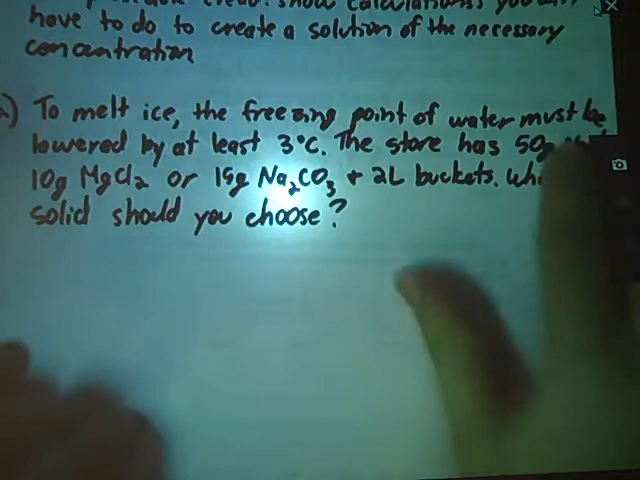 have to do to create a solution of the necessary
concentration
a) To melt ice, the freezing point of water must be
lowered by at least 3°C. The store has 50g
10g MgCl2 or 15g Na2CO3 + 2L buckets.
solid should you choose?